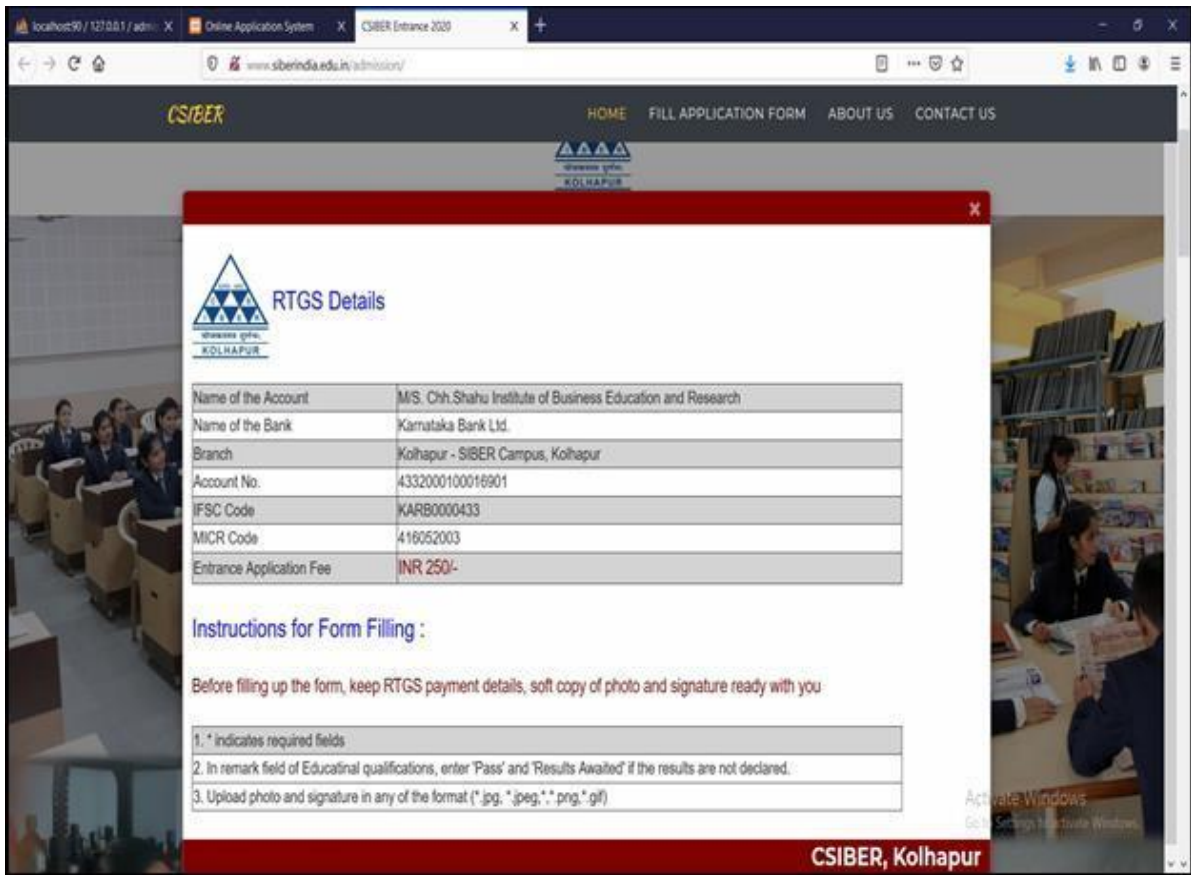 localhost:90 / 127.0.0.1 / admi
Online Application System
CSIBER Entrance 2020
www.siberindia.edu.in/admission/
CSIBER
HOME
FILL APPLICATION FORM
ABOUT US
CONTACT US
KOLHAPUR
x
RTGS Details
KOLHAPUR
Name of the Account M/S. Chh.Shahu Institute of Business Education and Research
Name of the Bank Karnataka Bank Ltd.
Branch Kolhapur - SIBER Campus, Kolhapur
Account No. 4332000100016901
IFSC Code KARB0000433
MICR Code 416052003
Entrance Application Fee INR 250/-
Instructions for Form Filling :
Before filling up the form, keep RTGS payment details, soft copy of photo and signature ready with you
1. * indicates required fields
2. In remark field of Educatinal qualifications, enter 'Pass' and 'Results Awaited' if the results are not declared.
3. Upload photo and signature in any of the format (*.jpg, *.jpeg,*,*.png,*.gif)
Activate Windows
Go to Settings to activate Windows.
CSIBER, Kolhapur